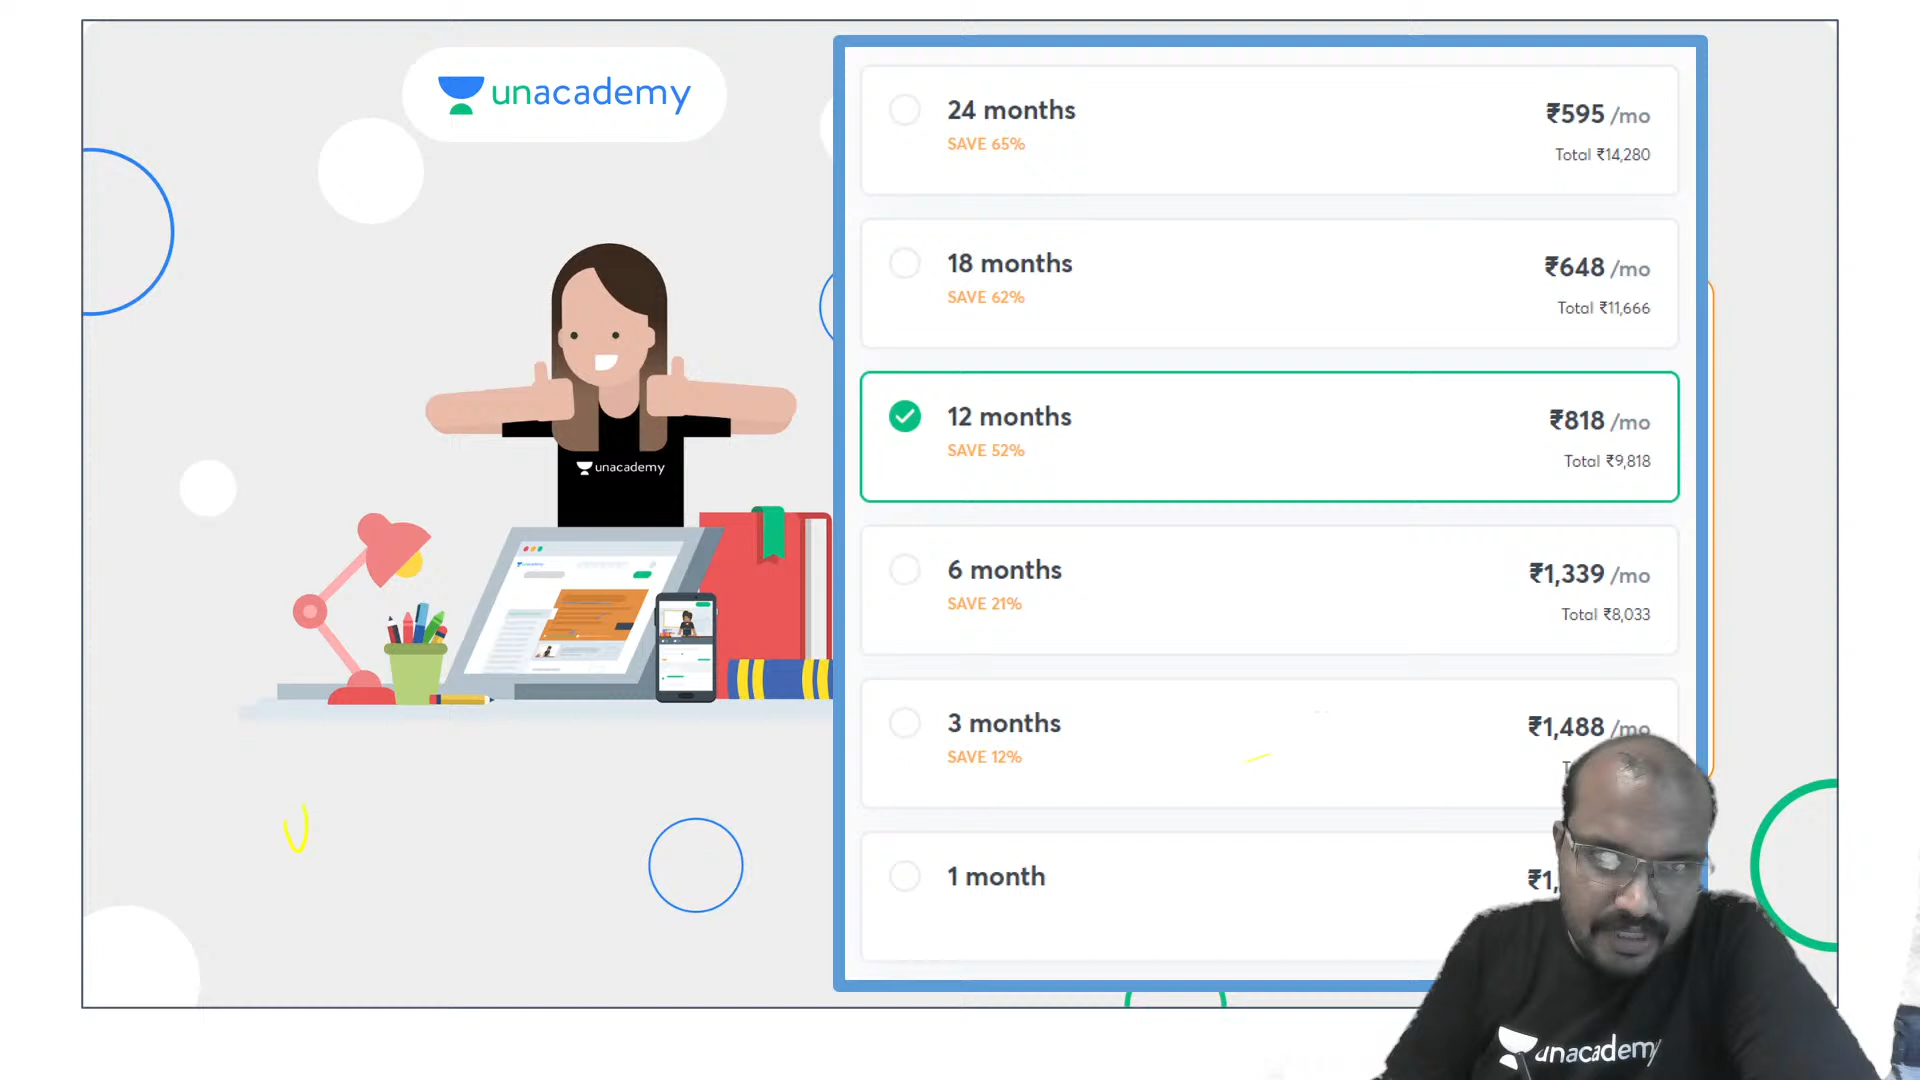 unacademy
24 months
SAVE 65%
₹595 /mo
Total ₹14,280
18 months
SAVE 62%
₹648 /mo
Total ₹11,666
12 months
SAVE 52%
₹818 /mo
Total ₹9,818
6 months
SAVE 21%
₹1,339 /mo
Total ₹8,033
3 months
SAVE 12%
₹1,488 /mo
1 month
₹1,
unacademy
unacademy